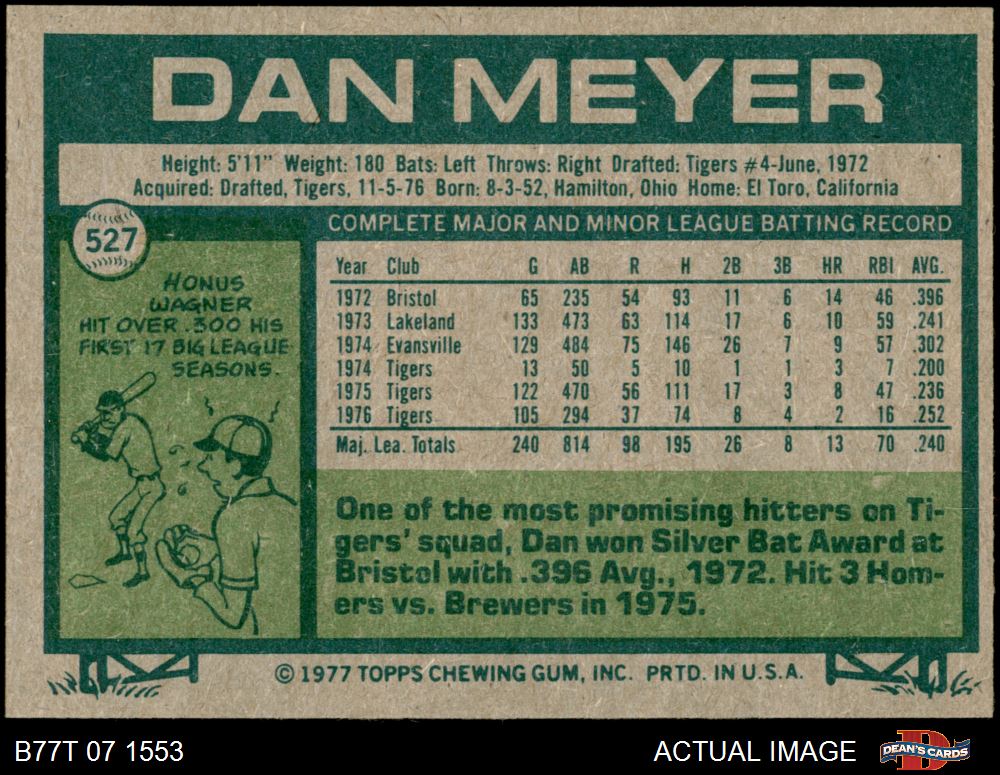 DAN MEYER
Height: 5'11" Weight: 180 Bats: Left Throws: Right Drafted: Tigers #4-June, 1972
Acquired: Drafted, Tigers, 11-5-76 Born: 8-3-52, Hamilton, Ohio Home: El Toro, California
527
HONUS
WAGNER
HIT OVER .300 HIS
FIRST 17 BIG LEAGUE
SEASONS.
COMPLETE MAJOR AND MINOR LEAGUE BATTING RECORD
Year Club G AB R H 2B 3B HR RBI AVG.
1972 Bristol 65 235 54 93 11 6 14 46 .396
1973 Lakeland 133 473 63 114 17 6 10 59 .241
1974 Evansville 129 484 75 146 26 7 9 57 .302
1974 Tigers 13 50 5 10 1 1 3 7 .200
1975 Tigers 122 470 56 111 17 3 8 47 .236
1976 Tigers 105 294 37 74 8 4 2 16 .252
Maj. Lea. Totals 240 814 98 195 26 8 13 70 .240
One of the most promising hitters on Ti-
gers' squad, Dan won Silver Bat Award at
Bristol with .396 Avg., 1972. Hit 3 Hom-
ers vs. Brewers in 1975.
© 1977 TOPPS CHEWING GUM, INC. PRTD. IN U.S.A.
B77T 07 1553 ACTUAL IMAGE DEAN'S CARDS